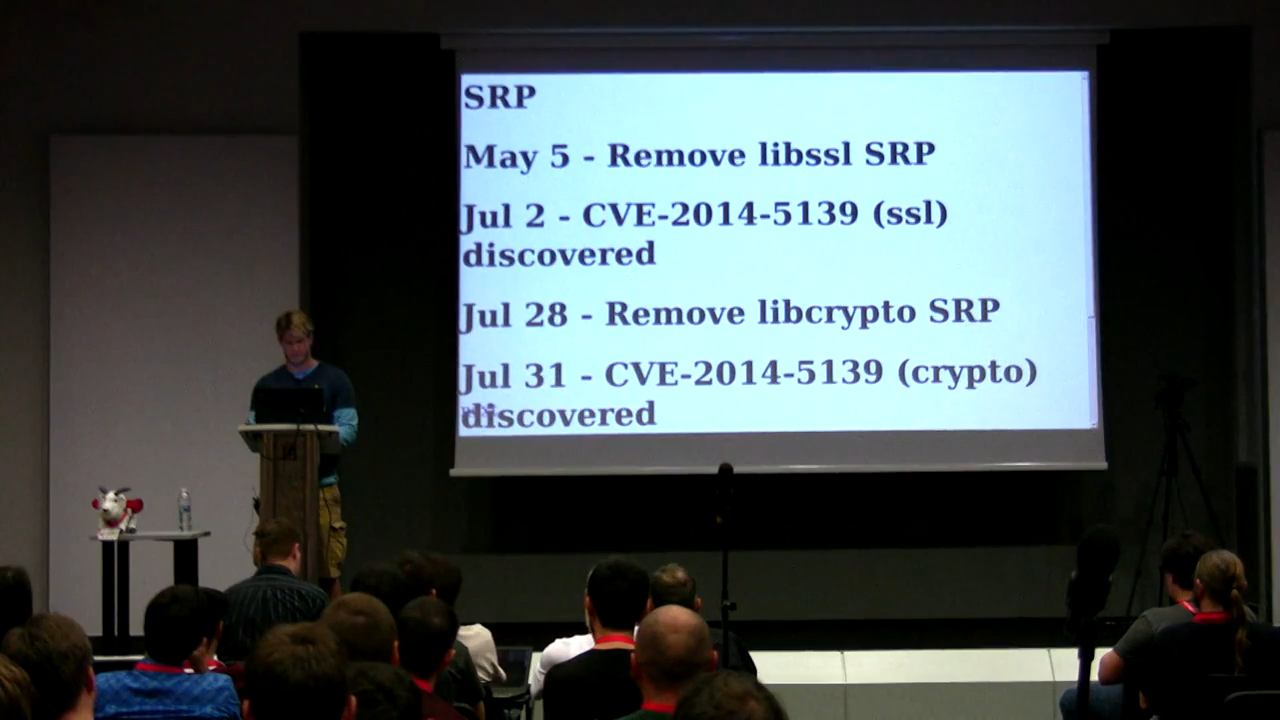 SRP
May 5 - Remove libssl SRP
Jul 2 - CVE-2014-5139 (ssl)
discovered
Jul 28 - Remove libcrypto SRP
Jul 31 - CVE-2014-5139 (crypto)
discovered